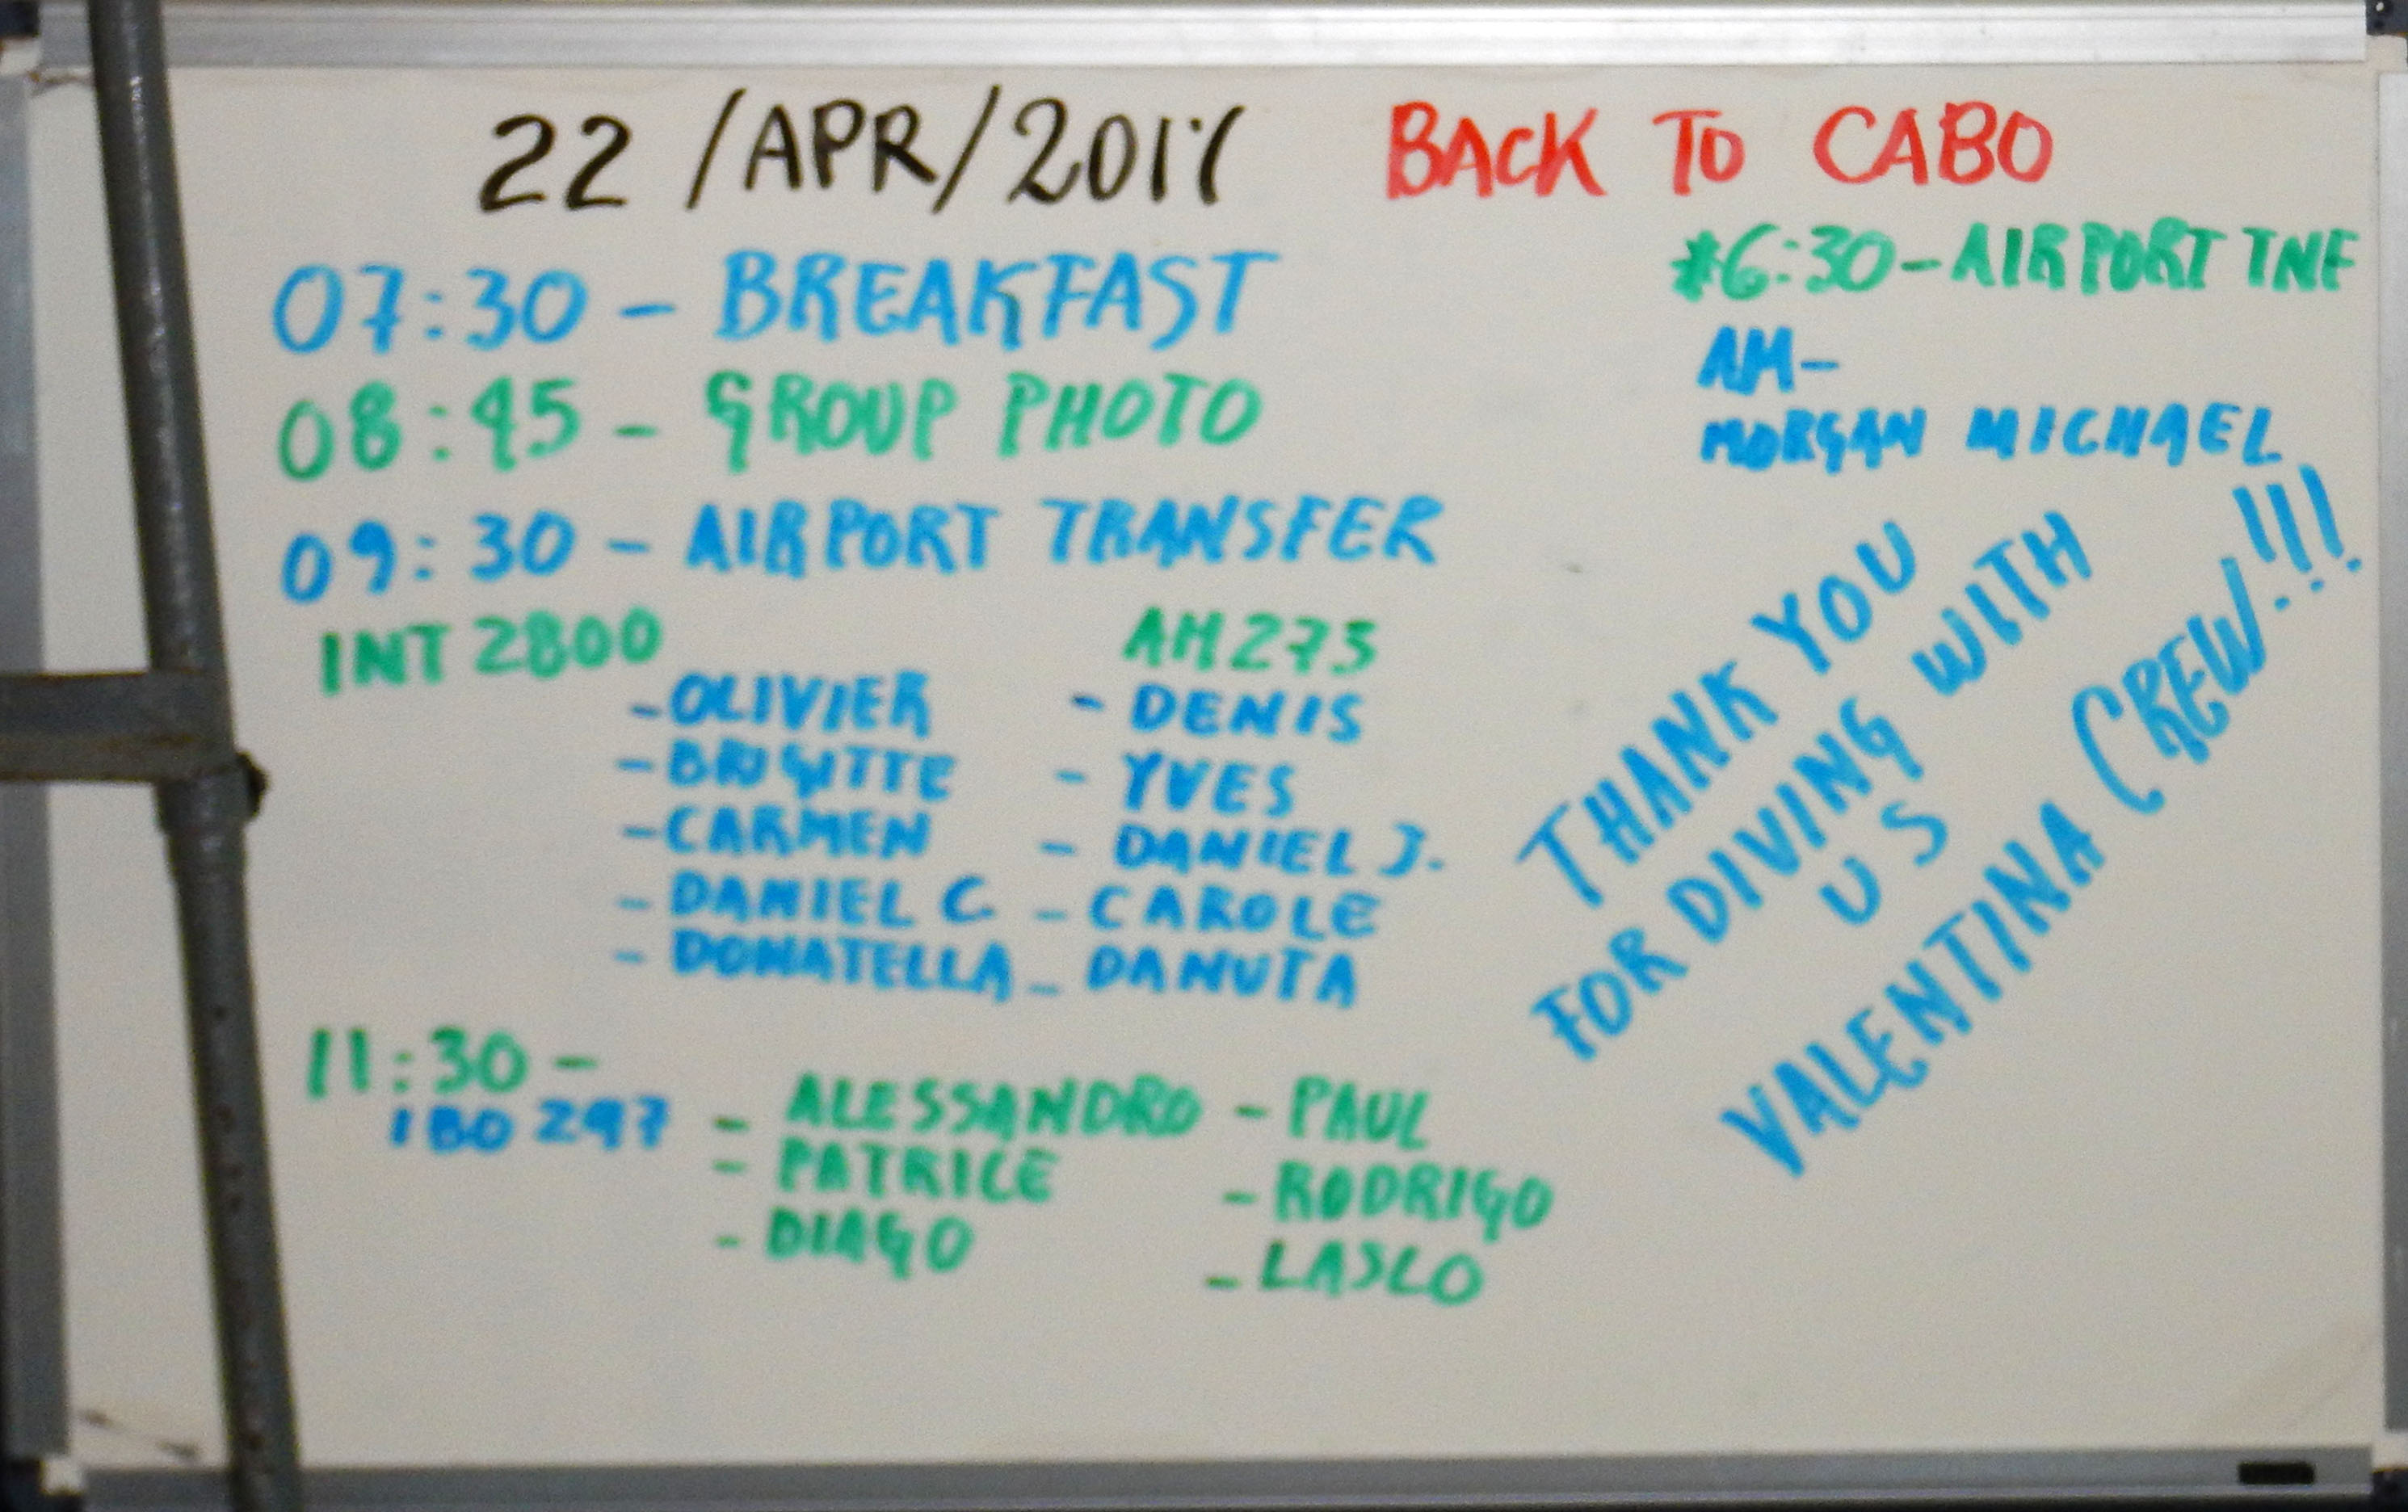 22 /APR/2017 BACK TO CABO
*6:30-AIRPORT TNF
AM-
MORGAN MICHAEL
07:30 - BREAKFAST
08:45 - GROUP PHOTO
09:30 - AIRPORT TRANSFER
INT 2800
-OLIVIER
-BRIGITTE
-CARMEN
- DANIEL C
- DONATELLA
AM275
- DENIS
- YVES
- DANIEL J.
- CAROLE
- DANUTA
11:30 -
IBO 297
- ALESSANDRO
- PATRICE
- DIAGO
- PAUL
- RODRIGO
- LASLO
THANK YOU
FOR DIVING WITH
US
VALENTINA CREW!!!